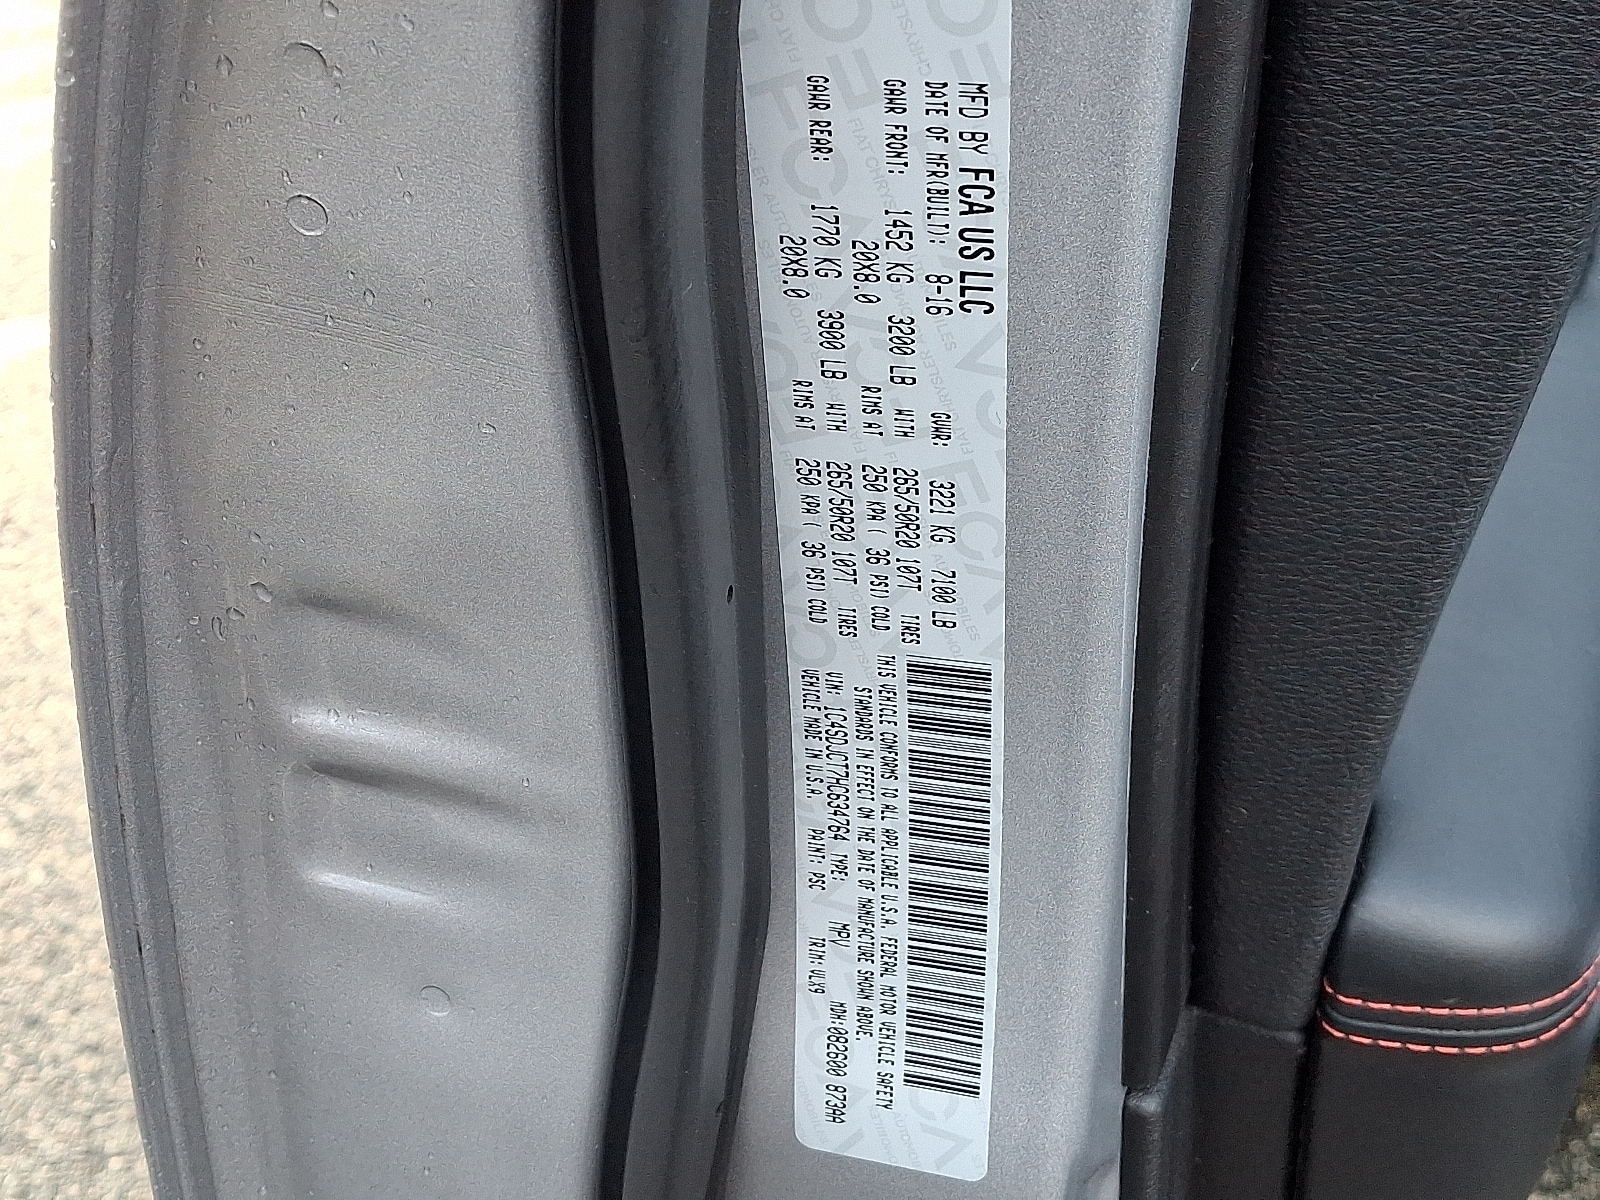 MFD BY FCA US LLC
DATE OF MFR(BUILT): 8-16 GVWR: 3221 KG 7100 LB
GAWR FRONT: 1452 KG 3200 LB WITH 265/50R20 107T TIRES
20X8.0 RIMS AT 250 KPA ( 36 PSI) COLD
GAWR REAR: 1770 KG 3900 LB WITH 265/50R20 107T TIRES
20X8.0 RIMS AT 250 KPA ( 36 PSI) COLD
THIS VEHICLE CONFORMS TO ALL APPLICABLE U.S.A. FEDERAL MOTOR VEHICLE SAFETY
STANDARDS IN EFFECT ON THE DATE OF MANUFACTURE SHOWN ABOVE.
VIN: 1C4SDJCT7HC634764 TYPE: MPV MDH:082600 873AA
VEHICLE MADE IN U.S.A. PAINT: PSC TRIM: VLX9